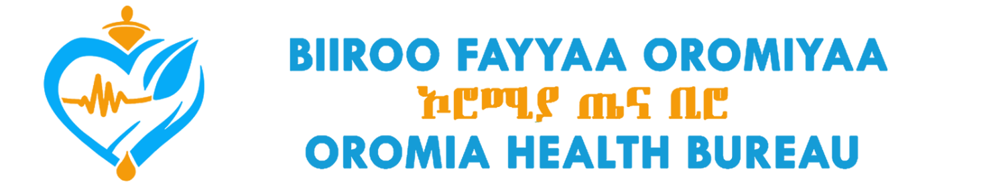 BIIROO FAYYAA OROMIYAA
ኦሮሚያ ጤና ቢሮ
OROMIA HEALTH BUREAU